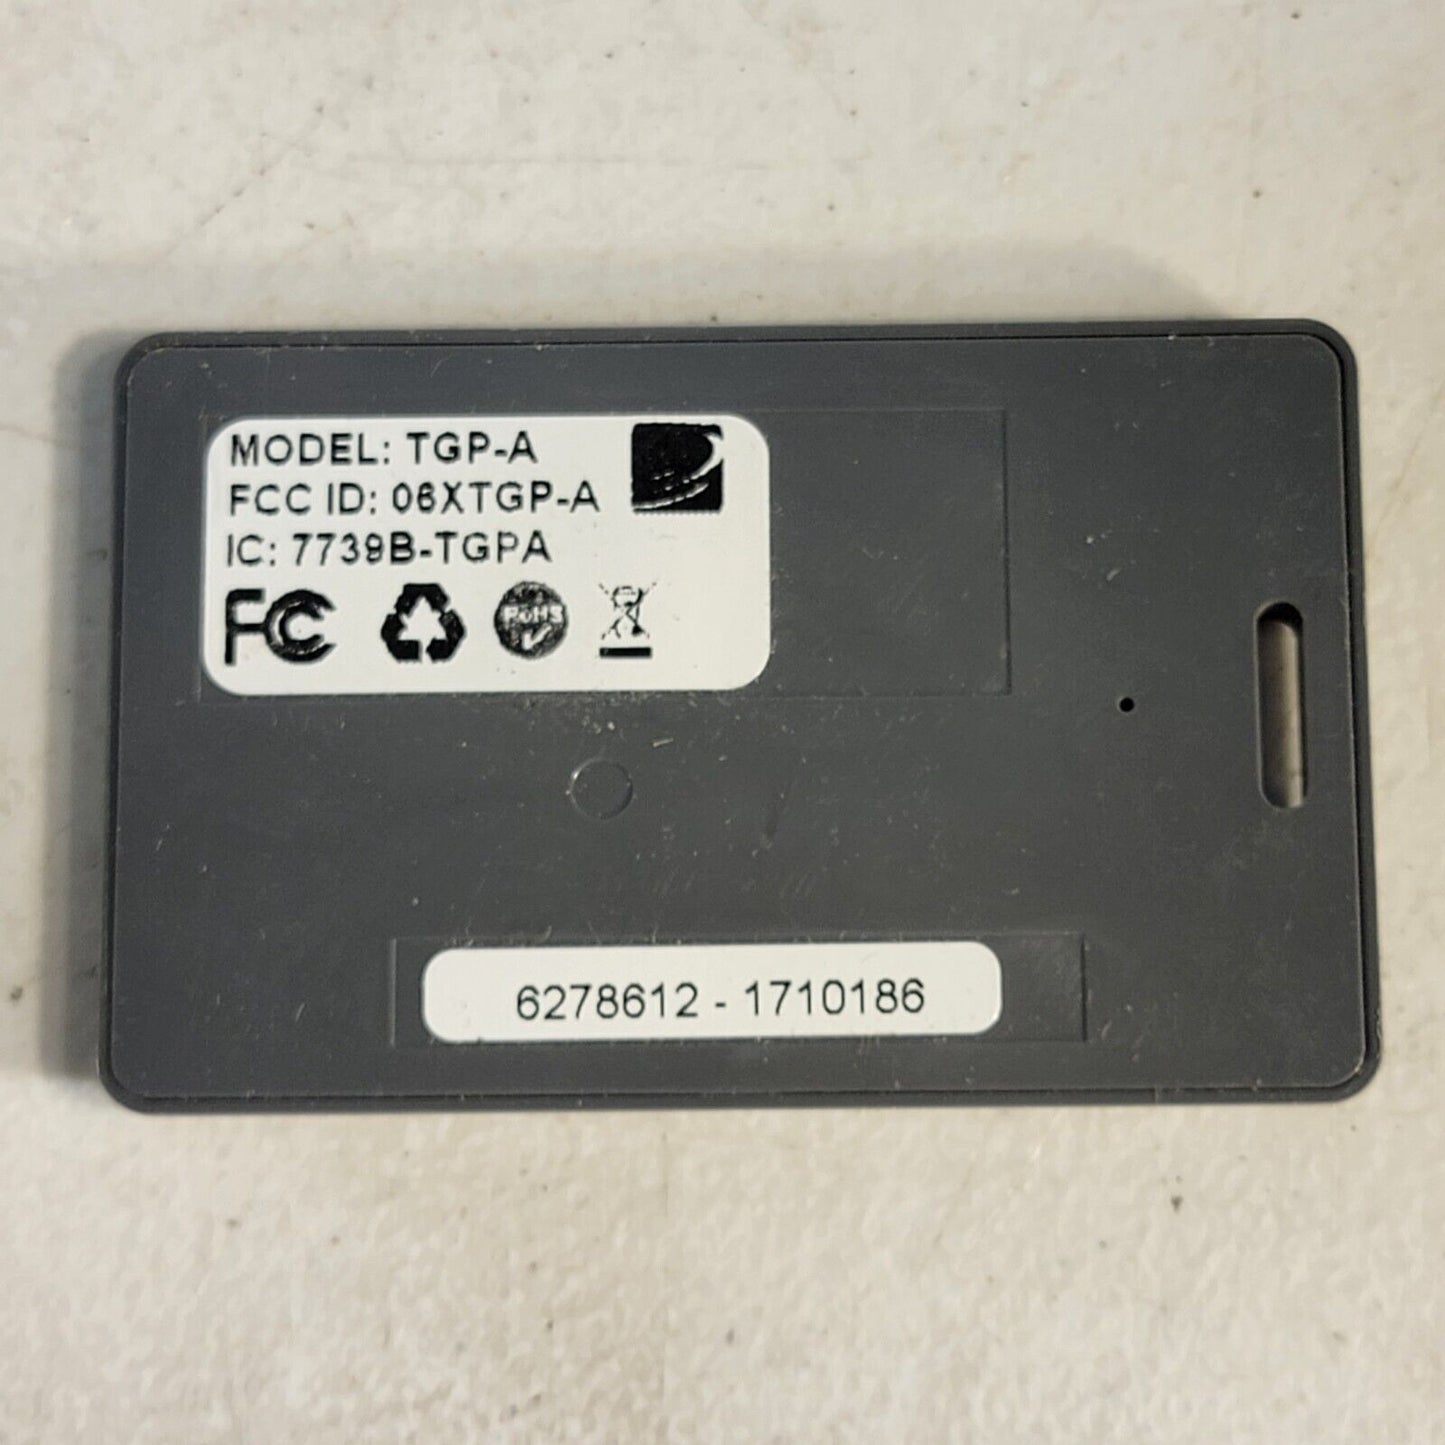 MODEL: TGP-A
FCC ID: 06XTGP-A
IC: 7739B-TGPA
FC RoHS
6278612 - 1710186